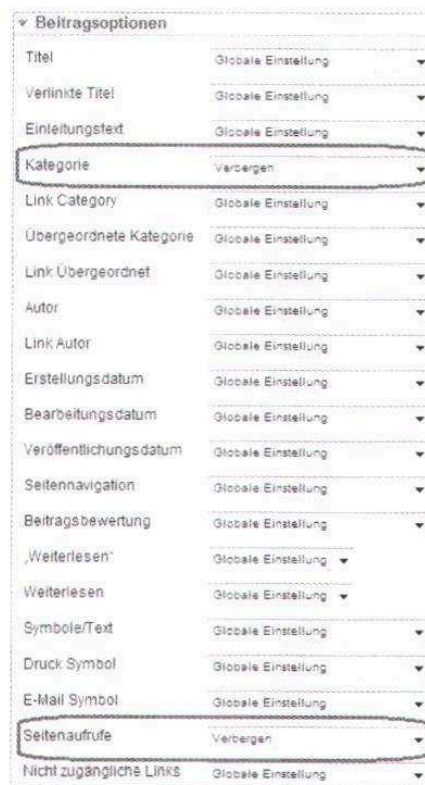 Beitragsoptionen
Titel Globale Einstellung
Verlinkte Titel Globale Einstellung
Einleitungstext Globale Einstellung
Kategorie Verbergen
Link Category Globale Einstellung
Übergeordnete Kategorie Globale Einstellung
Link Übergeordnet Globale Einstellung
Autor Globale Einstellung
Link Autor Globale Einstellung
Erstellungsdatum Globale Einstellung
Bearbeitungsdatum Globale Einstellung
Veröffentlichungsdatum Globale Einstellung
Seitennavigation Globale Einstellung
Beitragsbewertung Globale Einstellung
„Weiterlesen“ Globale Einstellung
Weiterlesen Globale Einstellung
Symbole/Text Globale Einstellung
Druck Symbol Globale Einstellung
E-Mail Symbol Globale Einstellung
Seitenaufrufe Verbergen
Nicht zugängliche Links Globale Einstellung